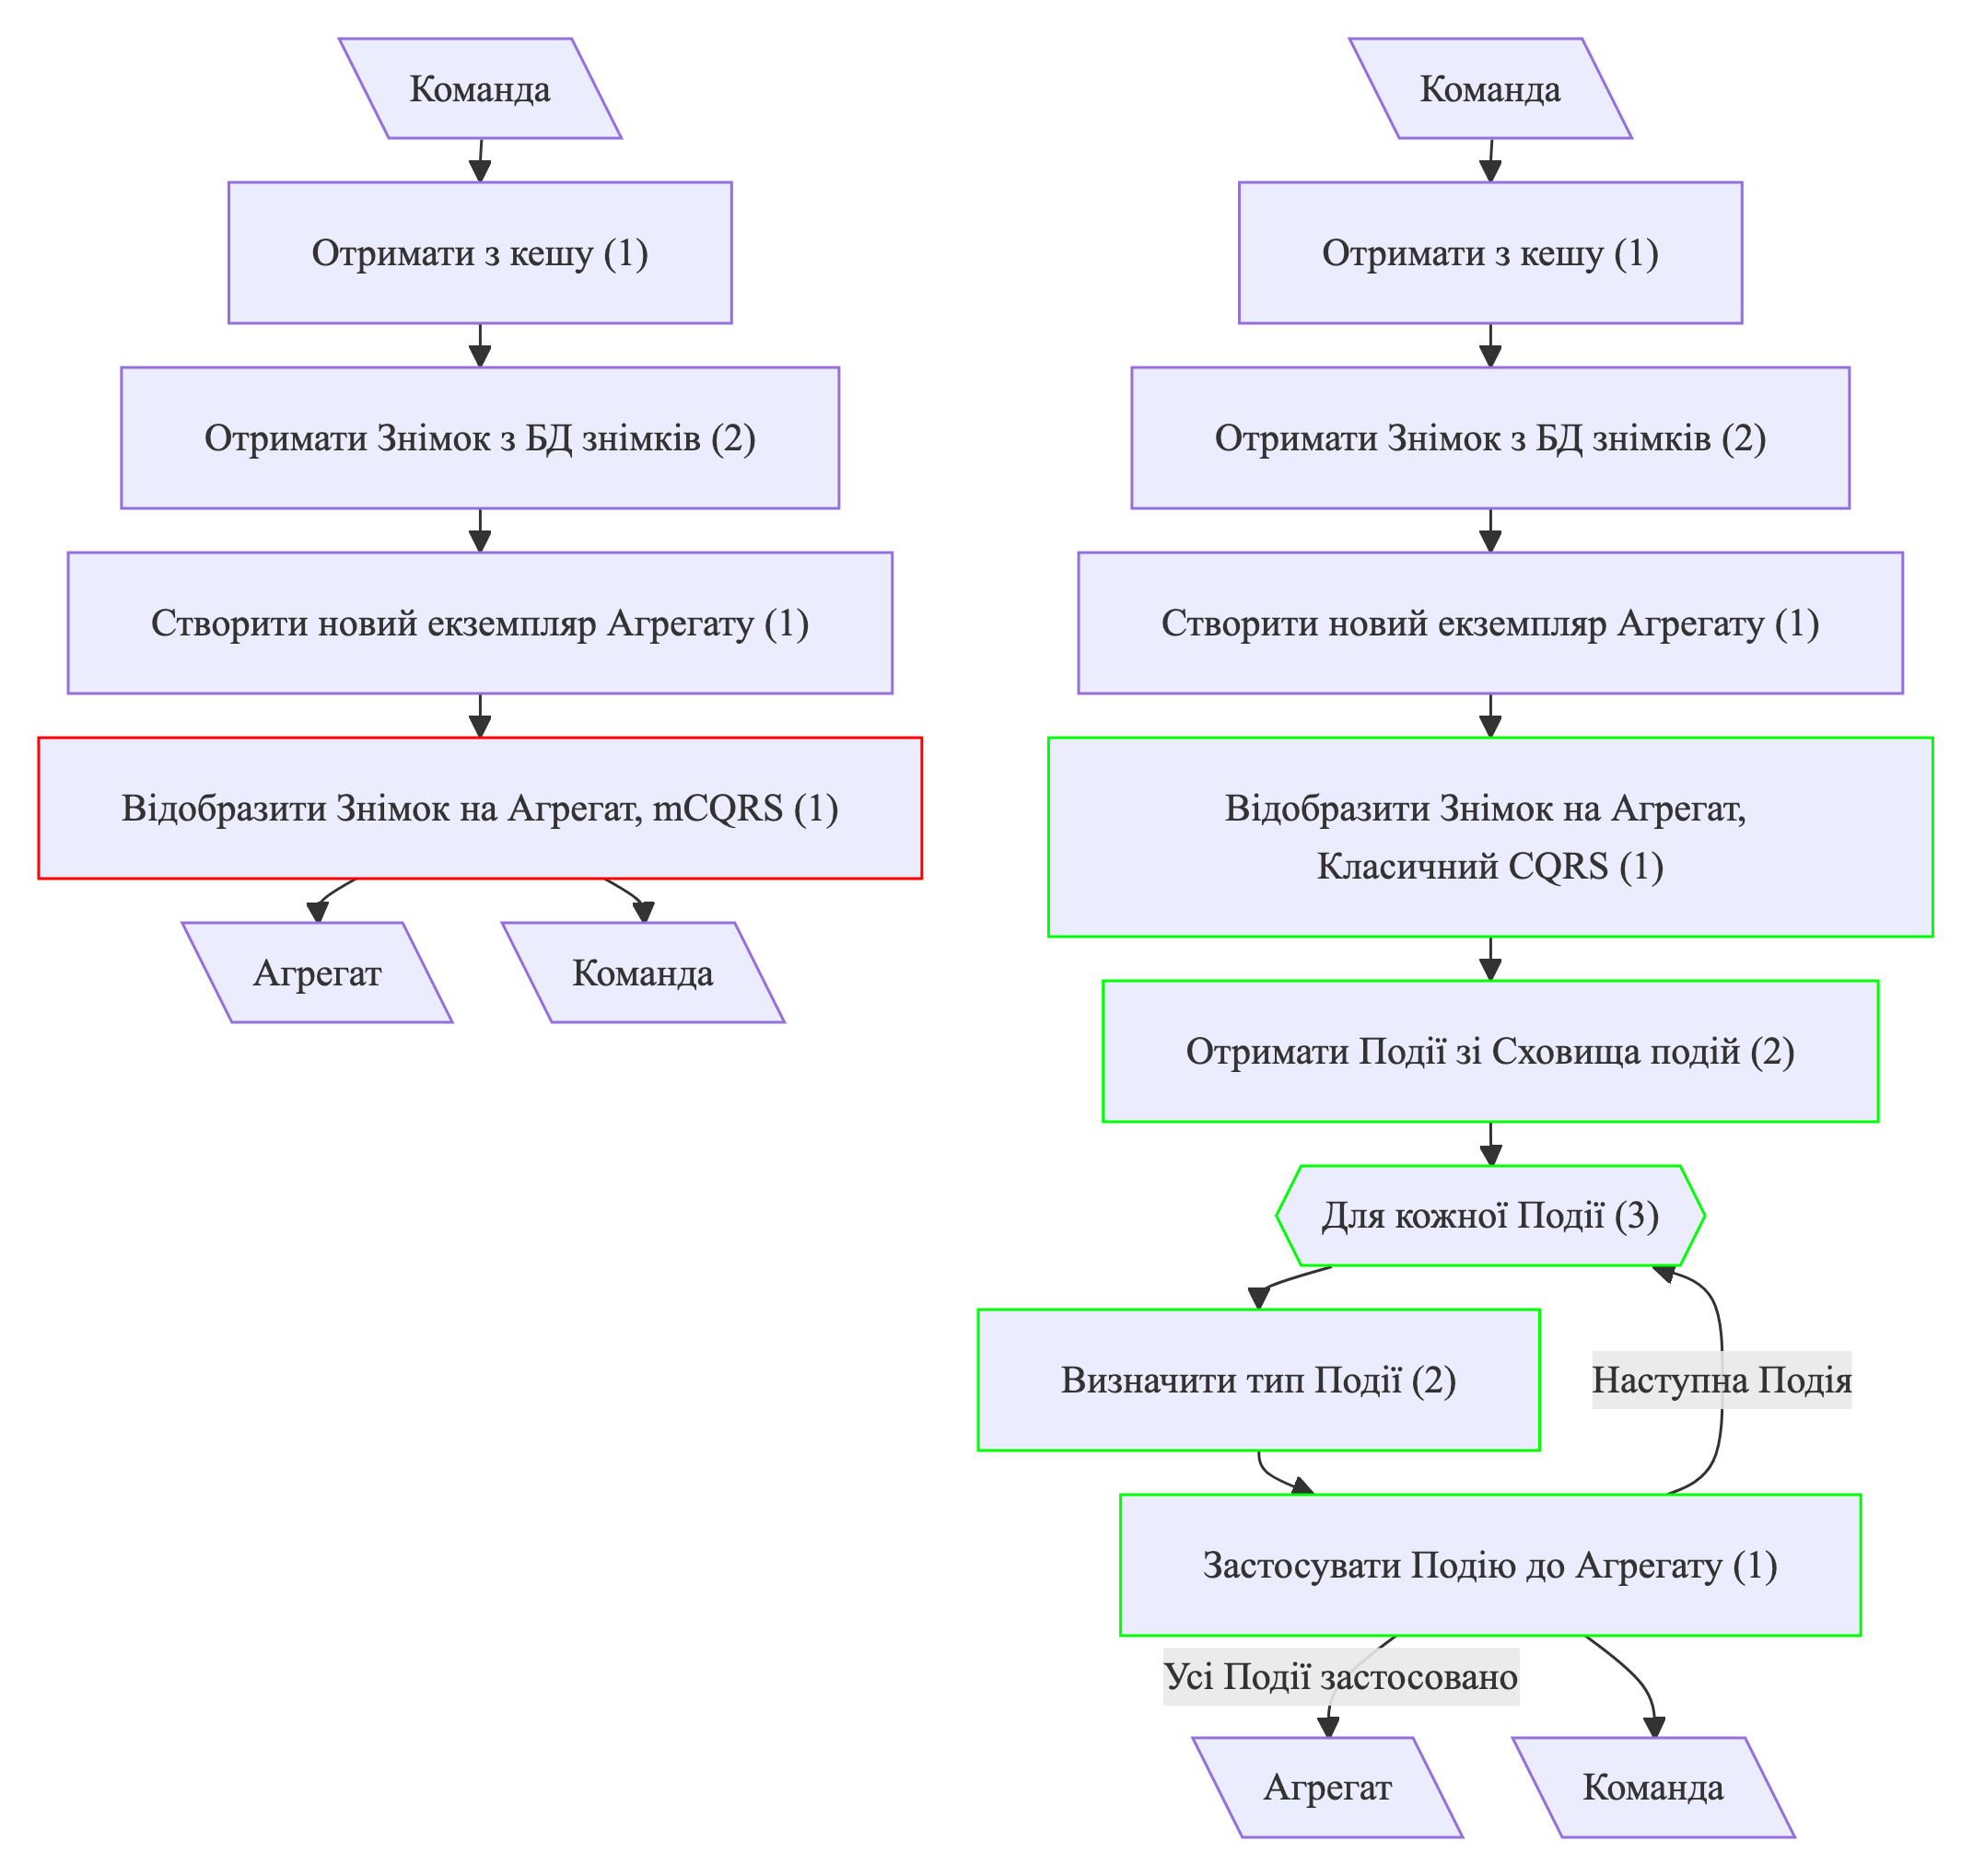 Команда
Отримати з кешу (1)
Отримати Знімок з БД знімків (2)
Створити новий екземпляр Агрегату (1)
Відобразити Знімок на Агрегат, mCQRS (1)
Агрегат
Команда
Команда
Отримати з кешу (1)
Отримати Знімок з БД знімків (2)
Створити новий екземпляр Агрегату (1)
Відобразити Знімок на Агрегат,
Класичний CQRS (1)
Отримати Події зі Сховища подій (2)
Для кожної Події (3)
Визначити тип Події (2)
Наступна Подія
Застосувати Подію до Агрегату (1)
Усі Події застосовано
Агрегат
Команда